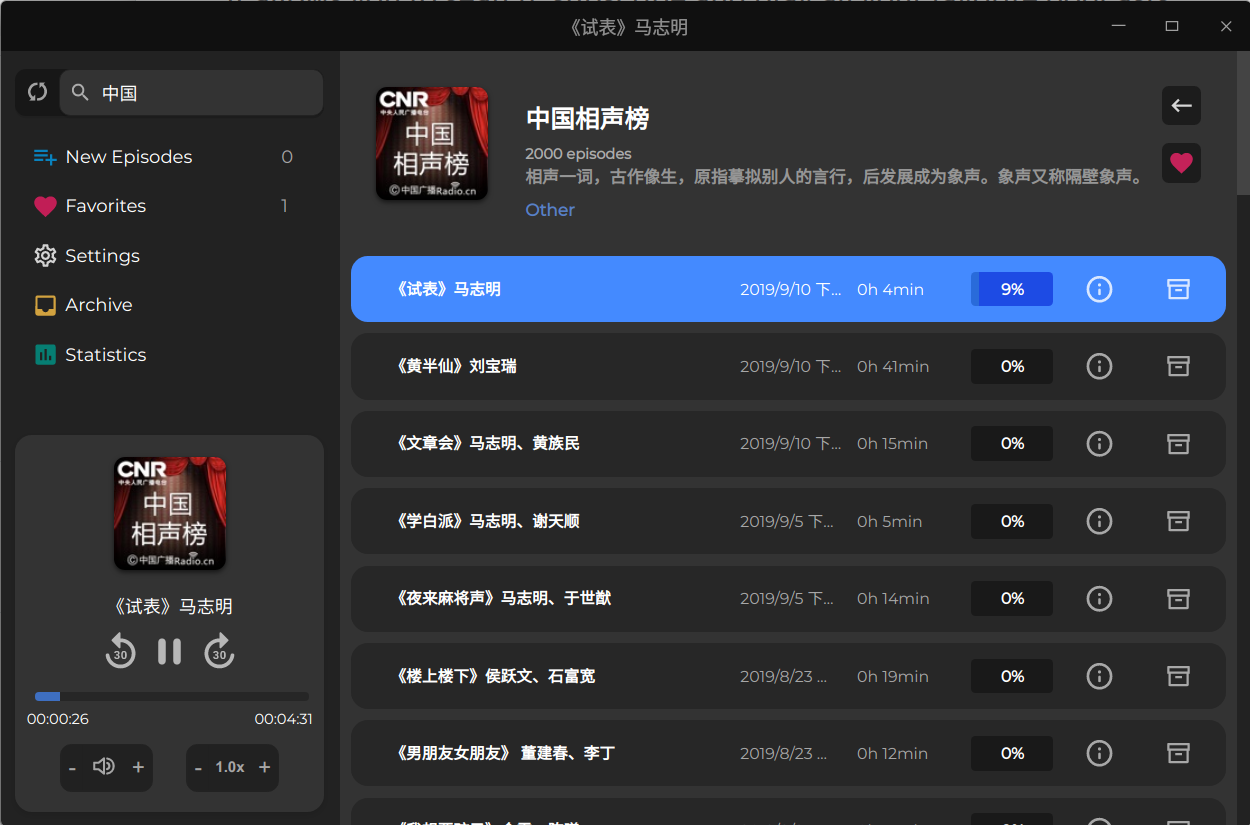 《试表》马志明
中国
New Episodes 0
Favorites 1
Settings
Archive
Statistics
CNR
中央人民广播电台
中国
相声榜
©中国广播Radio.cn
《试表》马志明
30
30
00:00:26 00:04:31
- +
- 1.0x +
CNR
中央人民广播电台
中国
相声榜
©中国广播Radio.cn
中国相声榜
2000 episodes
相声一词，古作像生，原指摹拟别人的言行，后发展成为象声。象声又称隔壁象声。
Other
《试表》马志明 2019/9/10 下... 0h 4min 9%
《黄半仙》刘宝瑞 2019/9/10 下... 0h 41min 0%
《文章会》马志明、黄族民 2019/9/10 下... 0h 15min 0%
《学白派》马志明、谢天顺 2019/9/5 下... 0h 5min 0%
《夜来麻将声》马志明、于世猷 2019/9/5 下... 0h 14min 0%
《楼上楼下》侯跃文、石富宽 2019/8/23 ... 0h 19min 0%
《男朋友女朋友》 董建春、李丁 2019/8/23 ... 0h 12min 0%